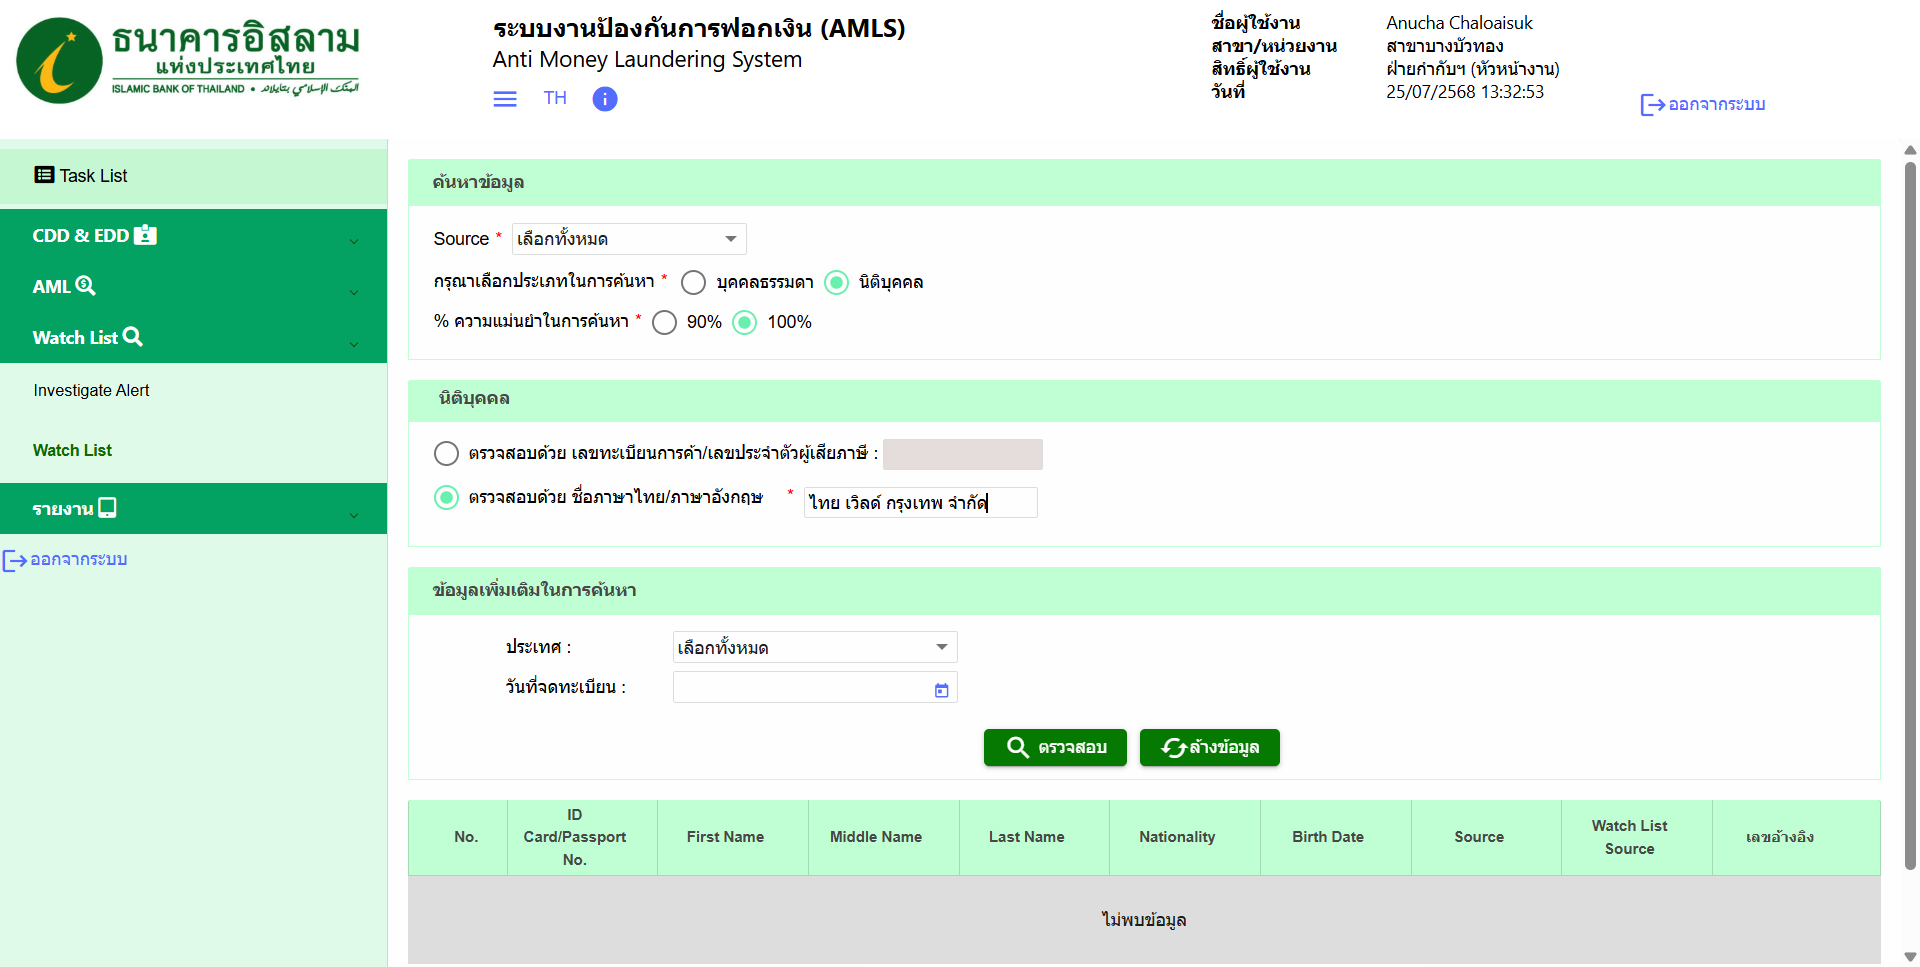 ธนาคารอิสลาม
แห่งประเทศไทย
ISLAMIC BANK OF THAILAND •
ระบบงานป้องกันการฟอกเงิน (AMLS)
Anti Money Laundering System
TH
ชื่อผู้ใช้งาน Anucha Chaloaisuk
สาขา/หน่วยงาน สาขาบางบัวทอง
สิทธิ์ผู้ใช้งาน ฝ่ายกำกับฯ (หัวหน้างาน)
วันที่ 25/07/2568 13:32:53
ออกจากระบบ
Task List
CDD & EDD
AML
Watch List
Investigate Alert
Watch List
รายงาน
ออกจากระบบ
ค้นหาข้อมูล
Source * เลือกทั้งหมด
กรุณาเลือกประเภทในการค้นหา * บุคคลธรรมดา นิติบุคคล
% ความแม่นยำในการค้นหา * 90% 100%
นิติบุคคล
ตรวจสอบด้วย เลขทะเบียนการค้า/เลขประจำตัวผู้เสียภาษี :
ตรวจสอบด้วย ชื่อภาษาไทย/ภาษาอังกฤษ * ไทย เวิลด์ กรุงเทพ จำกัด
ข้อมูลเพิ่มเติมในการค้นหา
ประเทศ : เลือกทั้งหมด
วันที่จดทะเบียน :
ตรวจสอบ ล้างข้อมูล
No. ID Card/Passport No. First Name Middle Name Last Name Nationality Birth Date Source Watch List Source เลขอ้างอิง
ไม่พบข้อมูล